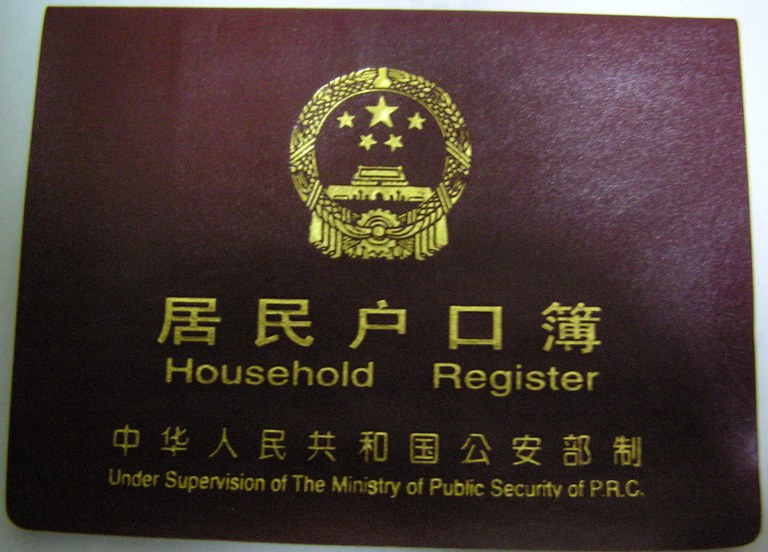 居民户口簿
Household Register
中华人民共和国公安部制
Under Supervision of The Ministry of Public Security of P.R.C.